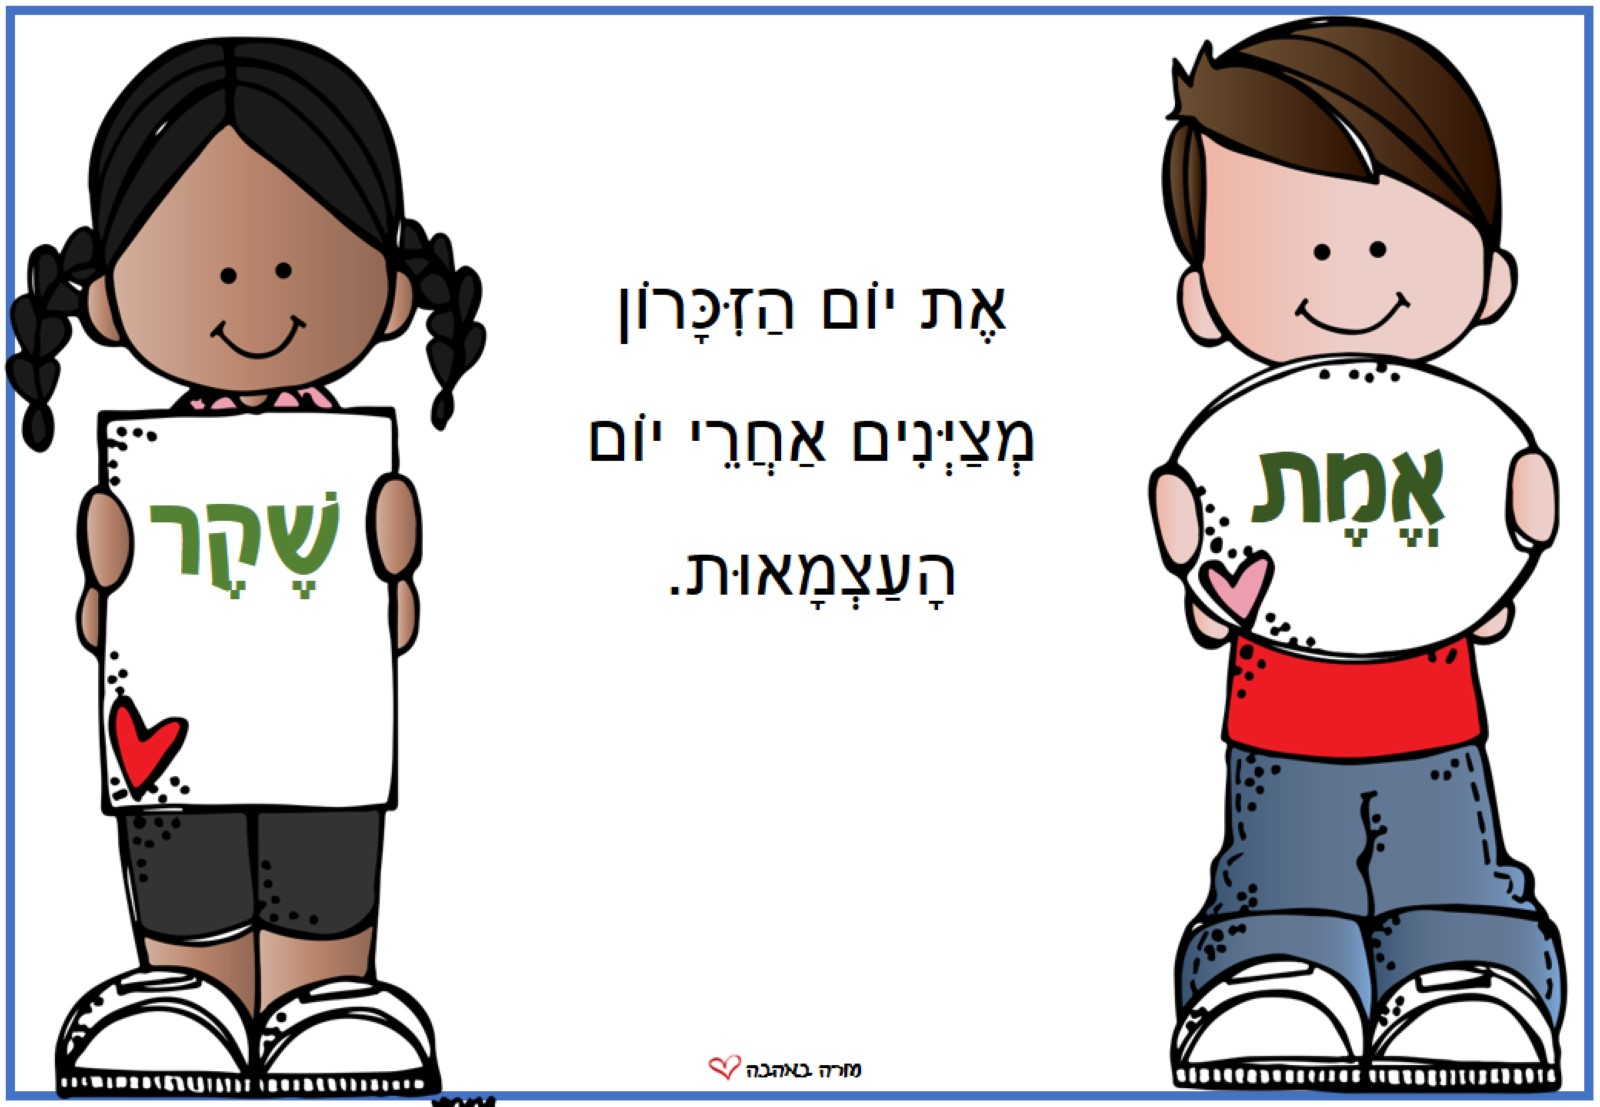 אֶת יוֹם הַזִּכָּרוֹן
מְצַיְּנִים אַחֲרֵי יוֹם
הָעַצְמָאוּת.
אֱמֶת
שֶׁקֶר
מורה באהבה